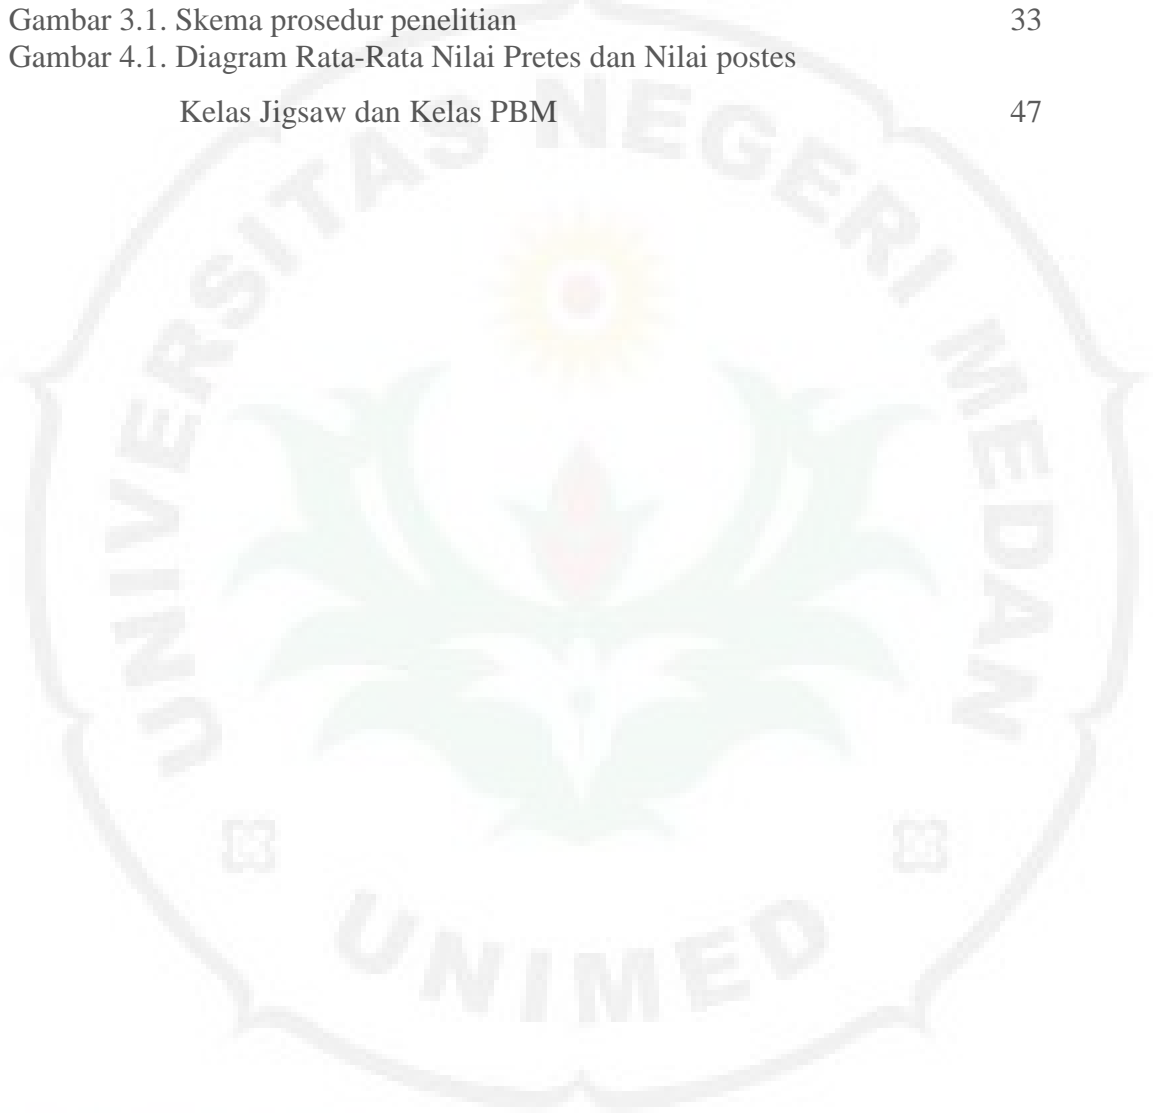 Gambar 3.1. Skema prosedur penelitian 33
Gambar 4.1. Diagram Rata-Rata Nilai Pretes dan Nilai postes
Kelas Jigsaw dan Kelas PBM 47
UNIVERSITAS NEGERI MEDAN
UNIMED